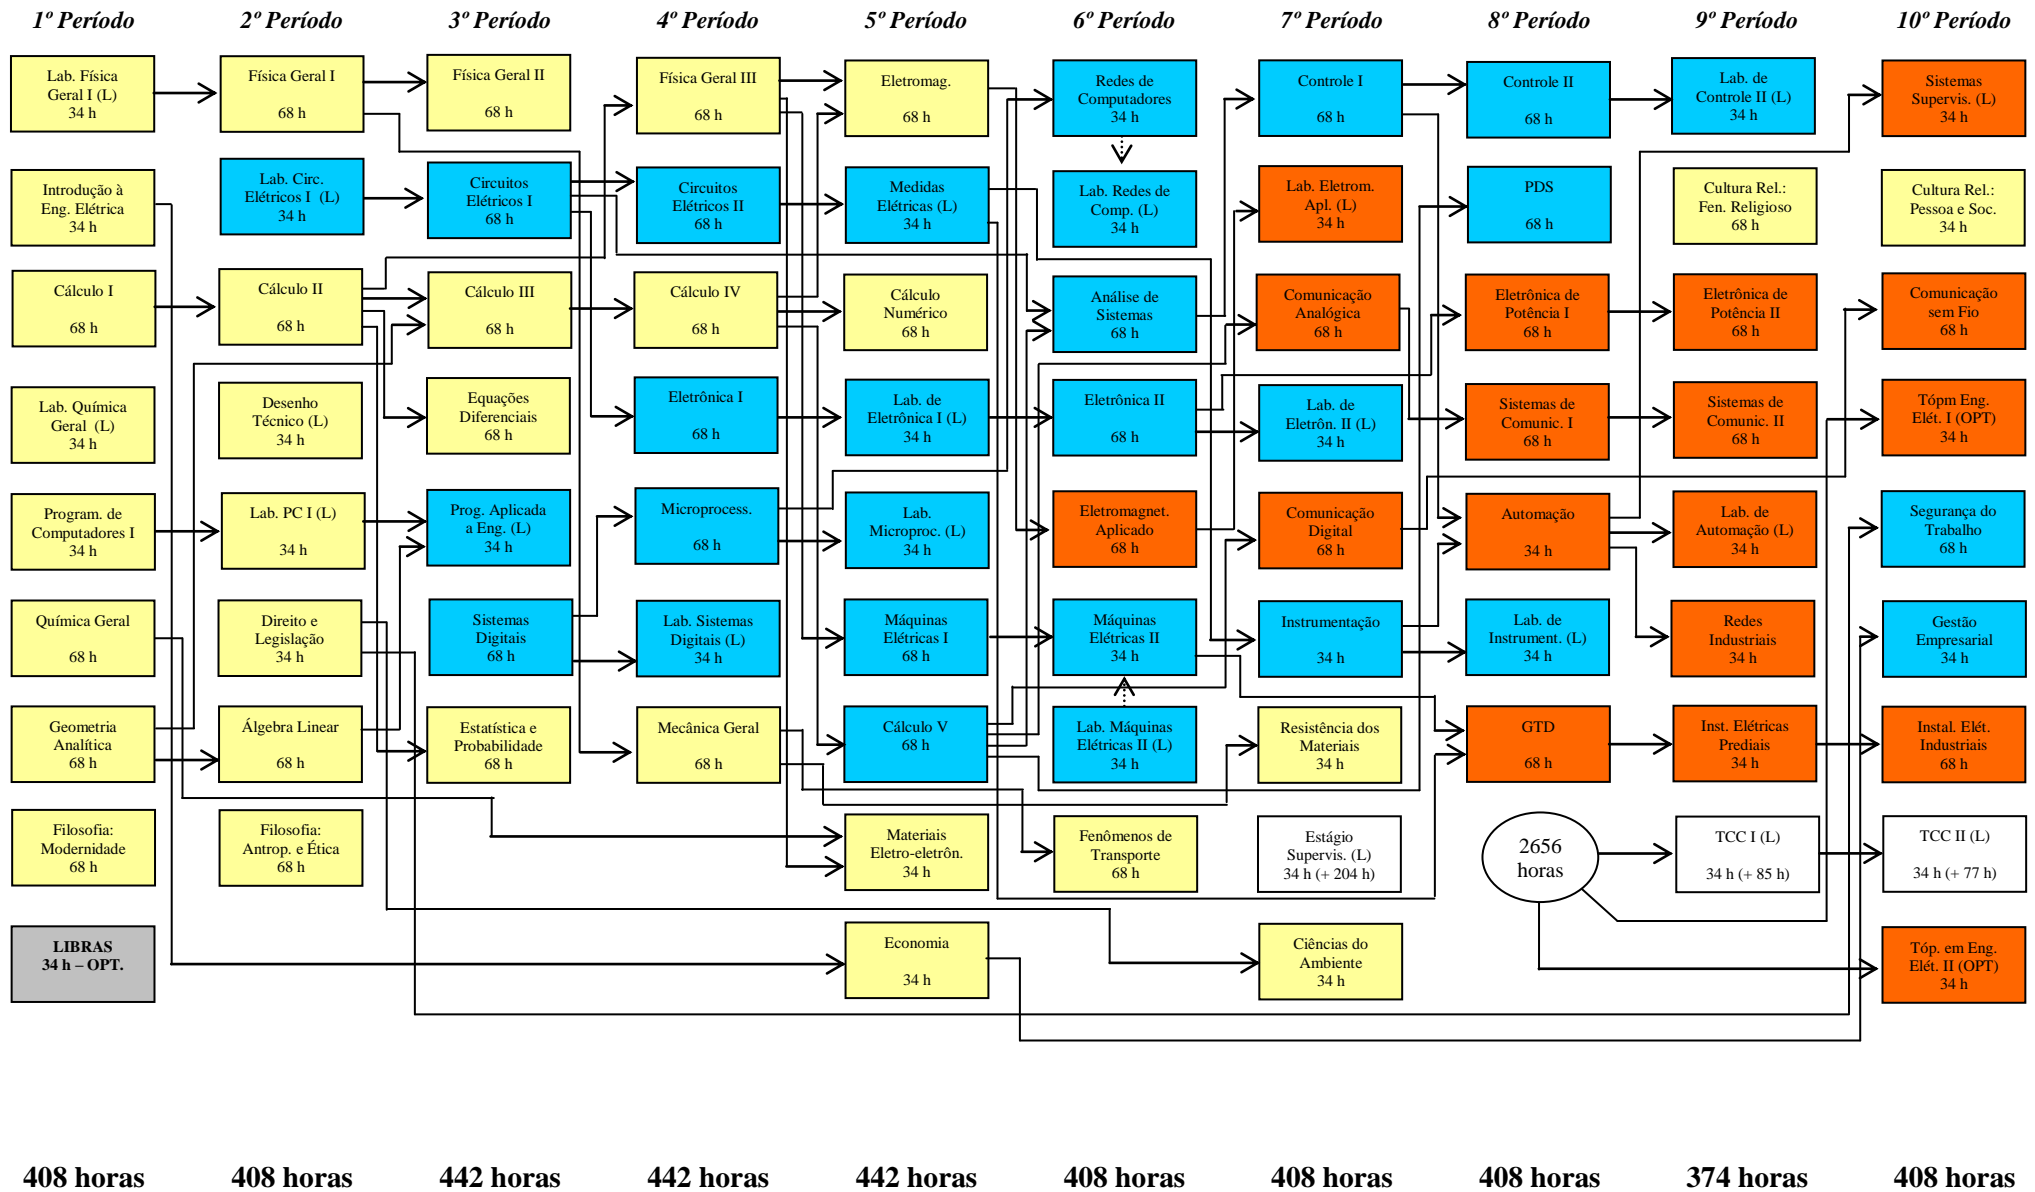 1º Período
2º Período
3º Período
4º Período
5º Período
6º Período
7º Período
8º Período
9º Período
10º Período
Lab. Física
Geral I (L)
34 h
Física Geral I
68 h
Física Geral II
68 h
Física Geral III
68 h
Eletromag.
68 h
Redes de
Computadores
34 h
Controle I
68 h
Controle II
68 h
Lab. de
Controle II (L)
34 h
Sistemas
Supervis. (L)
34 h
Introdução à
Eng. Elétrica
34 h
Lab. Circ.
Elétricos I (L)
34 h
Circuitos
Elétricos I
68 h
Circuitos
Elétricos II
68 h
Medidas
Elétricas (L)
34 h
Lab. Redes de
Comp. (L)
34 h
Lab. Eletrom.
Apl. (L)
34 h
PDS
68 h
Cultura Rel.:
Fen. Religioso
68 h
Cultura Rel.:
Pessoa e Soc.
34 h
Cálculo I
68 h
Cálculo II
68 h
Cálculo III
68 h
Cálculo IV
68 h
Cálculo
Numérico
68 h
Análise de
Sistemas
68 h
Comunicação
Analógica
68 h
Eletrônica de
Potência I
68 h
Eletrônica de
Potência II
68 h
Comunicação
sem Fio
68 h
Lab. Química
Geral (L)
34 h
Desenho
Técnico (L)
34 h
Equações
Diferenciais
68 h
Eletrônica I
68 h
Lab. de
Eletrônica I (L)
34 h
Eletrônica II
68 h
Lab. de
Eletrôn. II (L)
34 h
Sistemas de
Comunic. I
68 h
Sistemas de
Comunic. II
68 h
Tópm Eng.
Elét. I (OPT)
34 h
Program. de
Computadores I
34 h
Lab. PC I (L)
34 h
Prog. Aplicada
a Eng. (L)
34 h
Microprocess.
68 h
Lab.
Microproc. (L)
34 h
Eletromagnet.
Aplicado
68 h
Comunicação
Digital
68 h
Automação
34 h
Lab. de
Automação (L)
34 h
Segurança do
Trabalho
68 h
Química Geral
68 h
Direito e
Legislação
34 h
Sistemas
Digitais
68 h
Lab. Sistemas
Digitais (L)
34 h
Máquinas
Elétricas I
68 h
Máquinas
Elétricas II
34 h
Instrumentação
34 h
Lab. de
Instrument. (L)
34 h
Redes
Industriais
34 h
Gestão
Empresarial
34 h
Geometria
Analítica
68 h
Álgebra Linear
68 h
Estatística e
Probabilidade
68 h
Mecânica Geral
68 h
Cálculo V
68 h
Lab. Máquinas
Elétricas II (L)
34 h
Resistência dos
Materiais
34 h
GTD
68 h
Inst. Elétricas
Prediais
34 h
Instal. Elét.
Industriais
68 h
Filosofia:
Modernidade
68 h
Filosofia:
Antrop. e Ética
68 h
Materiais
Eletro-eletrôn.
34 h
Fenômenos de
Transporte
68 h
Estágio
Supervis. (L)
34 h (+ 204 h)
2656
horas
TCC I (L)
34 h (+ 85 h)
TCC II (L)
34 h (+ 77 h)
LIBRAS
34 h – OPT.
Economia
34 h
Ciências do
Ambiente
34 h
Tóp. em Eng.
Elét. II (OPT)
34 h
408 horas
408 horas
442 horas
442 horas
442 horas
408 horas
408 horas
408 horas
374 horas
408 horas